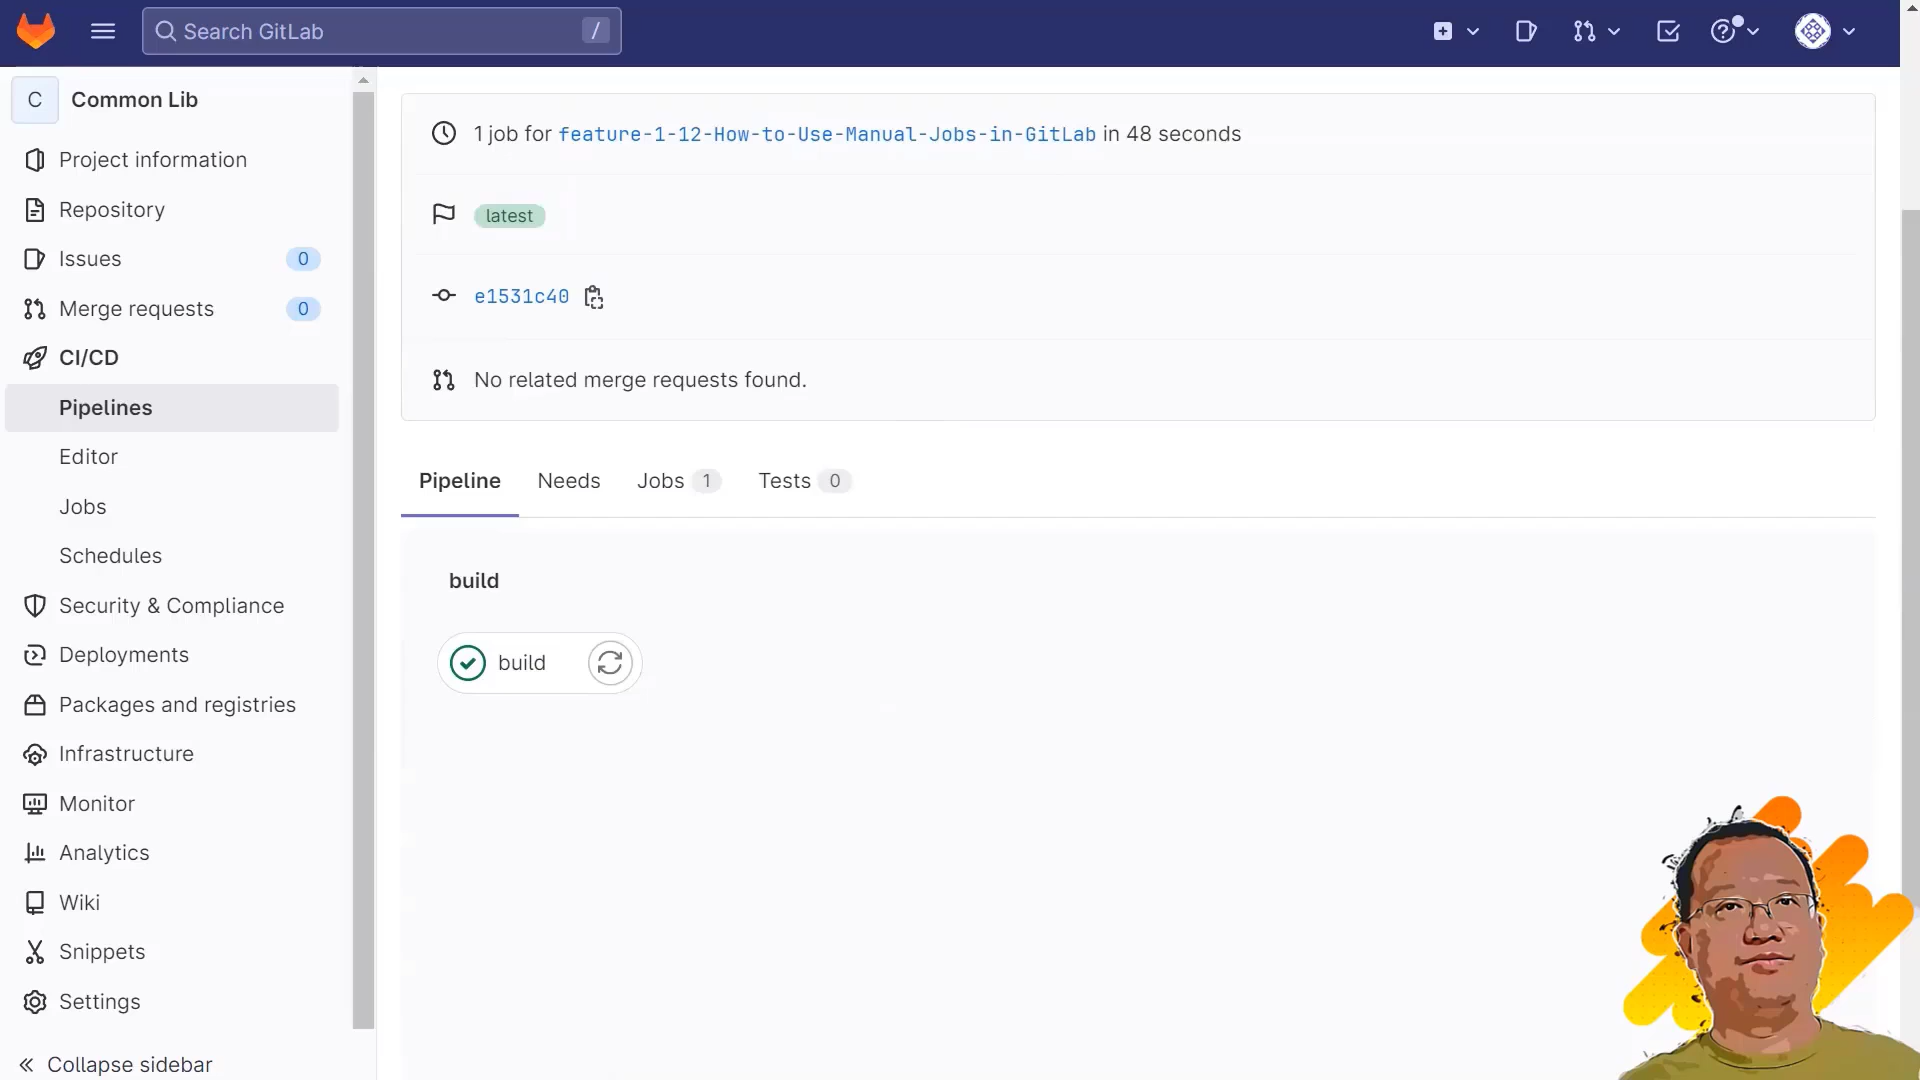 Search GitLab /
C Common Lib
Project information
Repository
Issues 0
Merge requests 0
CI/CD
Pipelines
Editor
Jobs
Schedules
Security & Compliance
Deployments
Packages and registries
Infrastructure
Monitor
Analytics
Wiki
Snippets
Settings
Collapse sidebar
1 job for feature-1-12-How-to-Use-Manual-Jobs-in-GitLab in 48 seconds
latest
e1531c40
No related merge requests found.
Pipeline Needs Jobs 1 Tests 0
build
build